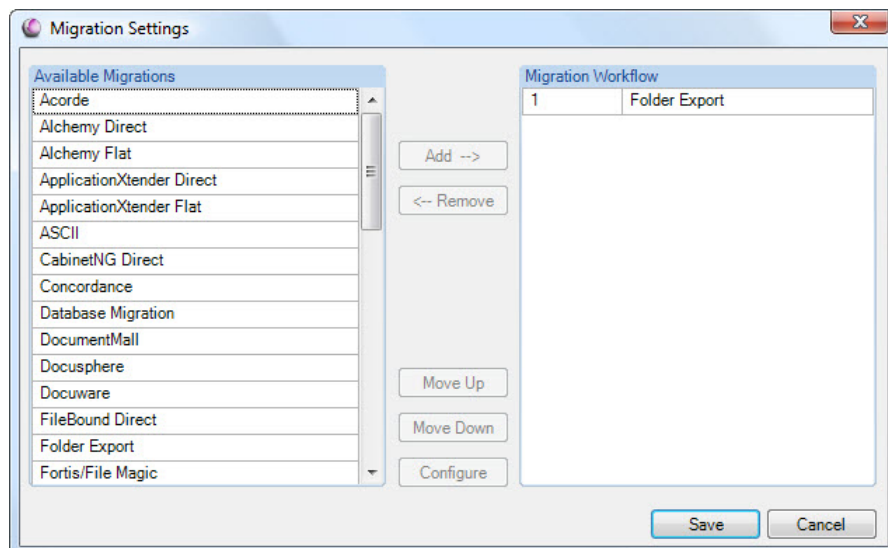 Migration Settings
Available Migrations
Acorde
Alchemy Direct
Alchemy Flat
ApplicationXtender Direct
ApplicationXtender Flat
ASCII
CabinetNG Direct
Concordance
Database Migration
DocumentMall
Docusphere
Docuware
FileBound Direct
Folder Export
Fortis/File Magic
Add -->
<-- Remove
Move Up
Move Down
Configure
Migration Workflow
1 Folder Export
Save Cancel